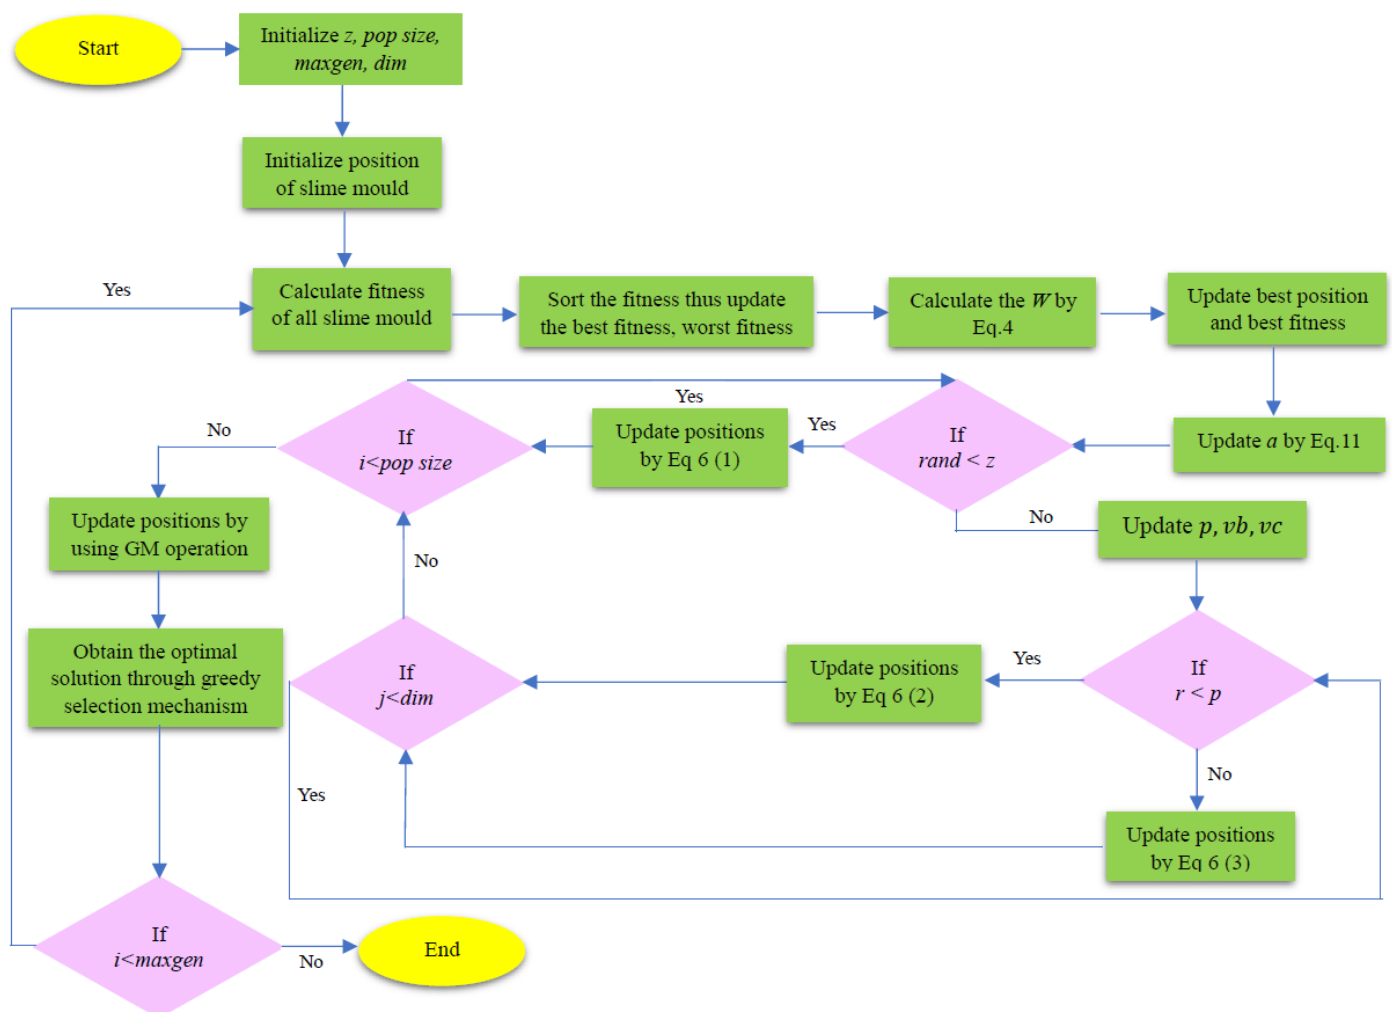 Start
Initialize z, pop size,
maxgen, dim
Initialize position
of slime mould
Yes
Calculate fitness
of all slime mould
Sort the fitness thus update
the best fitness, worst fitness
Calculate the W by
Eq.4
Update best position
and best fitness
Update a by Eq.11
If
rand < z
Yes
Yes
Update positions
by Eq 6 (1)
If
i<pop size
No
Update positions by
using GM operation
No
Update p, vb, vc
If
r < p
Yes
Update positions
by Eq 6 (2)
No
Update positions
by Eq 6 (3)
If
j<dim
No
Yes
Obtain the optimal
solution through greedy
selection mechanism
If
i<maxgen
No
End